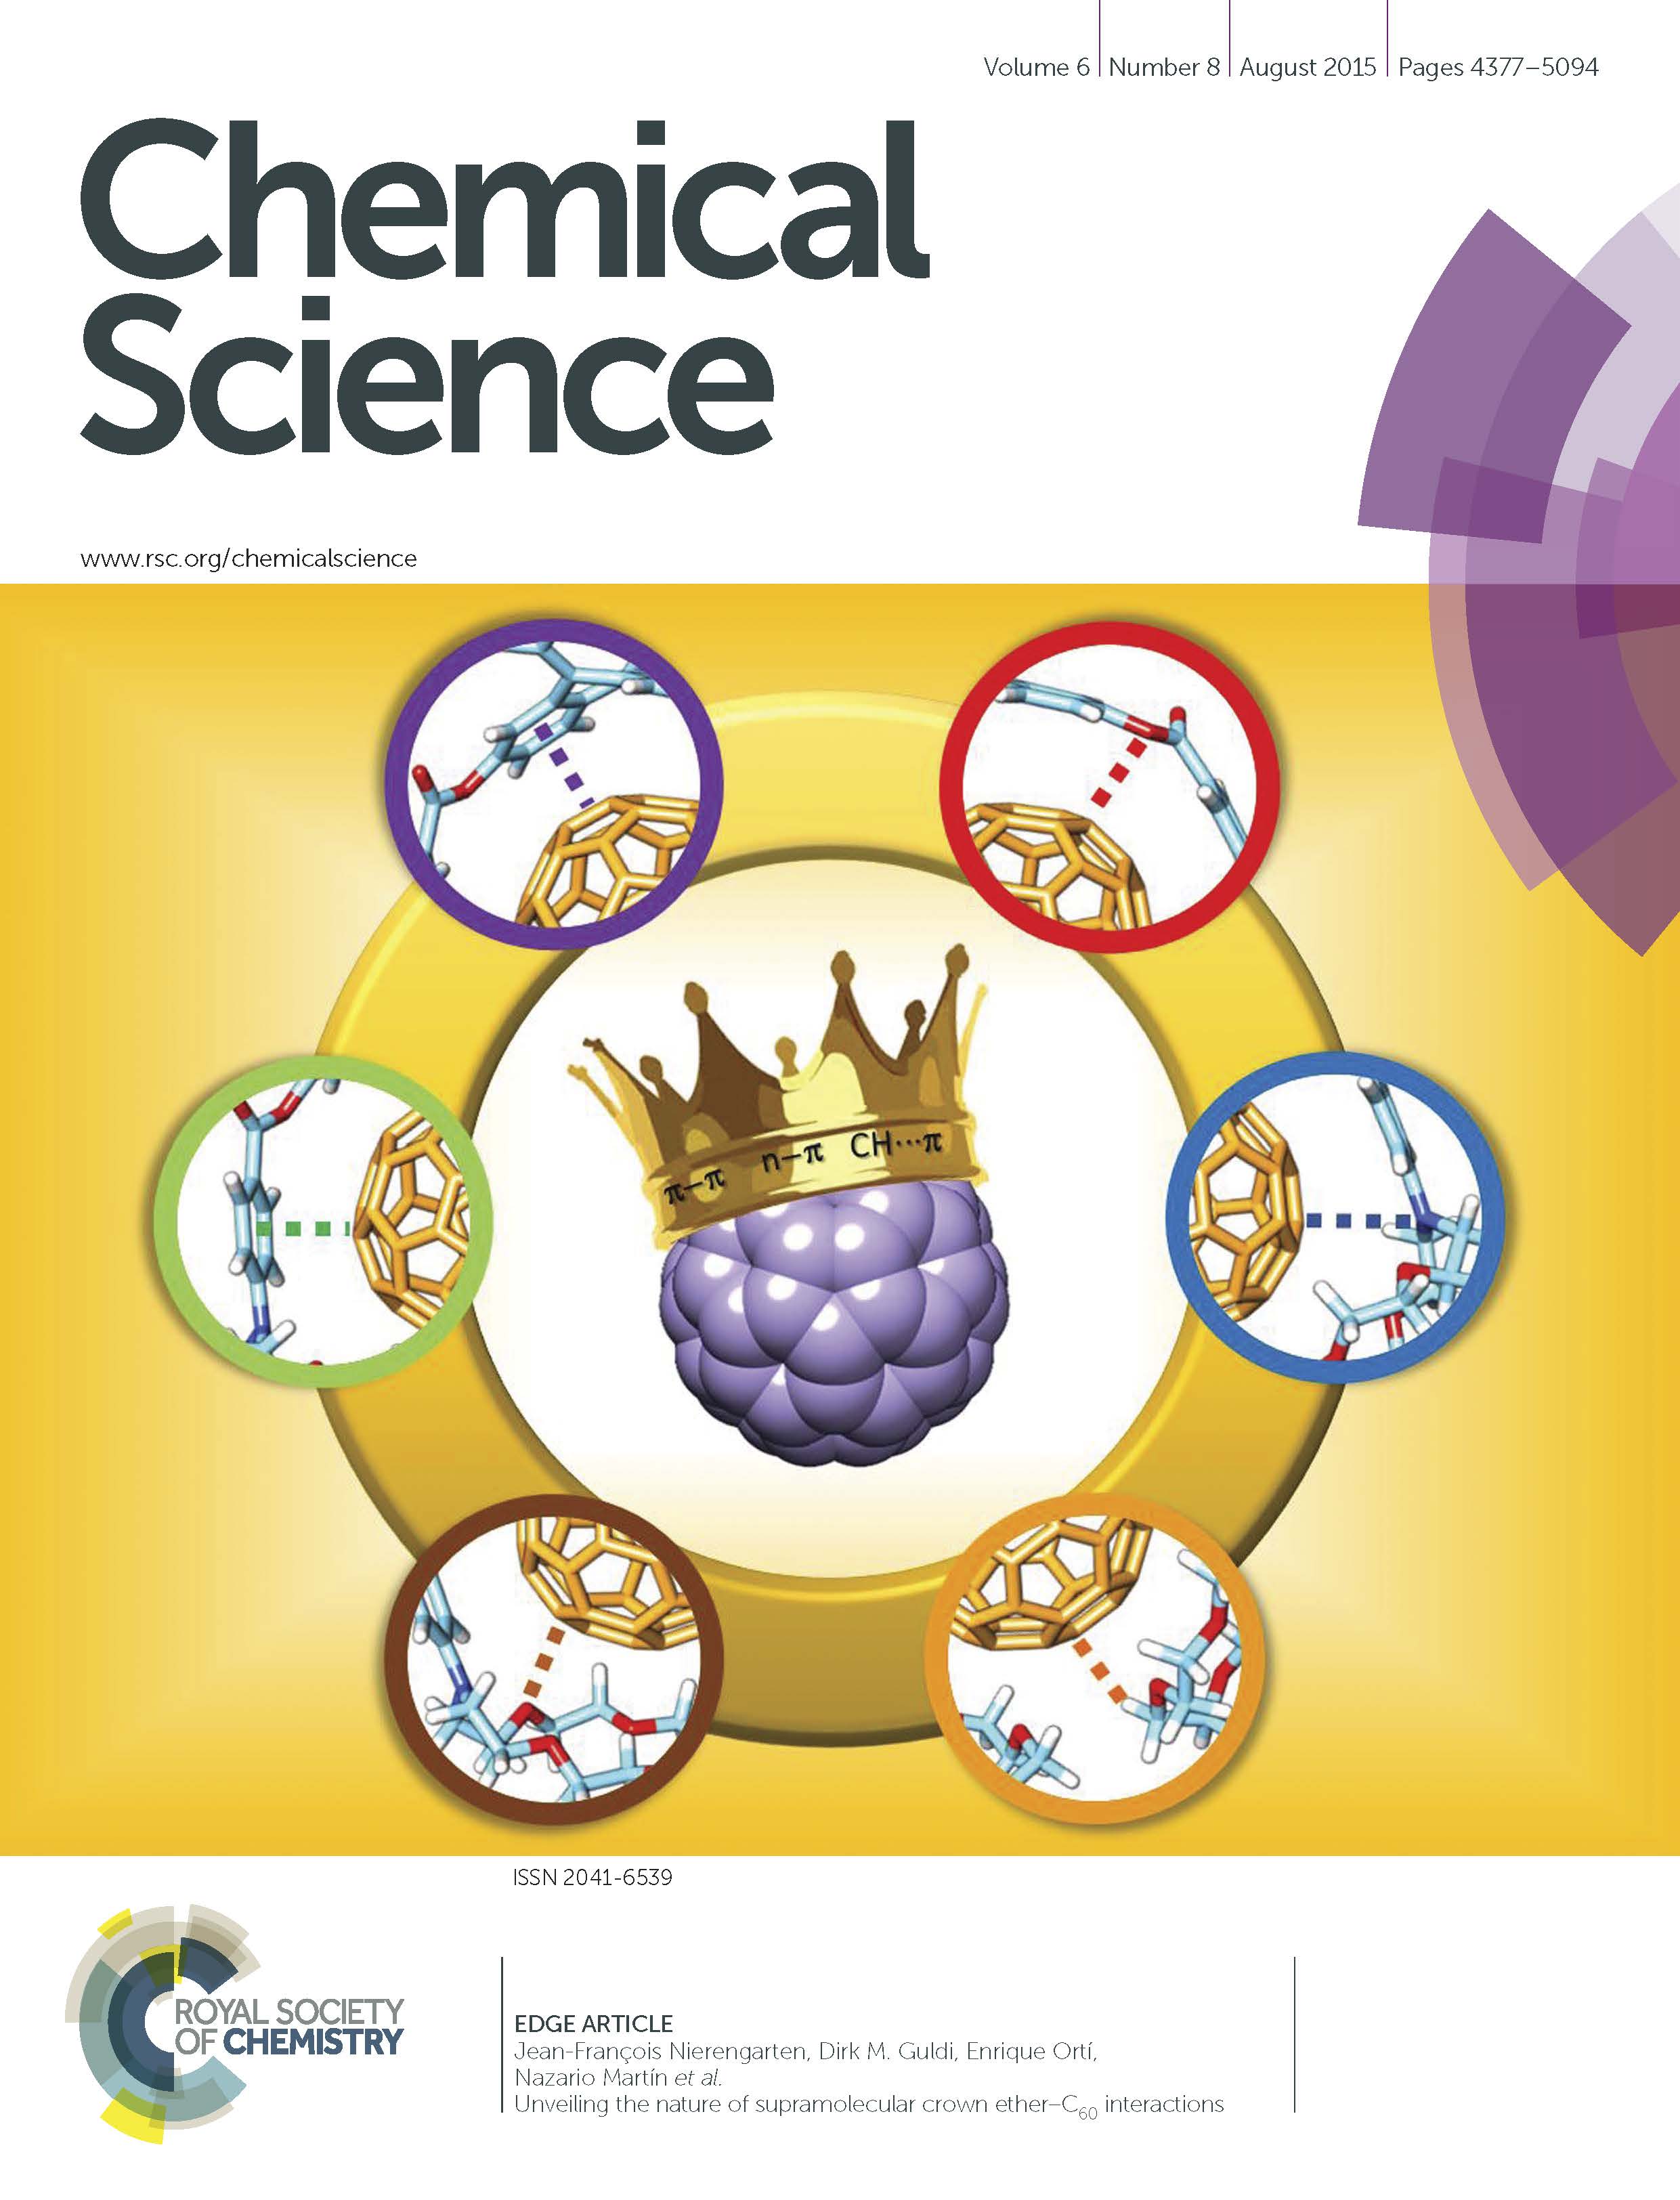 Volume 6 | Number 8 | August 2015 | Pages 4377–5094
Chemical
Science
www.rsc.org/chemicalscience
π–π n–π CH···π
ISSN 2041-6539
ROYAL SOCIETY
OF CHEMISTRY
EDGE ARTICLE
Jean-François Nierengarten, Dirk M. Guldi, Enrique Ortí,
Nazario Martín et al.
Unveiling the nature of supramolecular crown ether–C₆₀ interactions